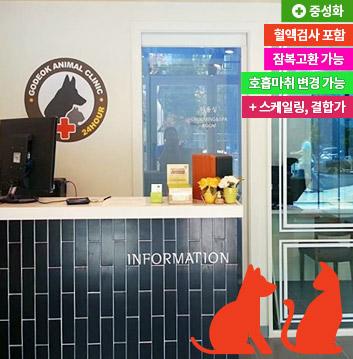 중성화
혈액검사 포함
잠복고환 가능
호흡마취 변경 가능
+ 스케일링, 결합가
GODEOK ANIMAL CLINIC
24HOUR
INFORMATION